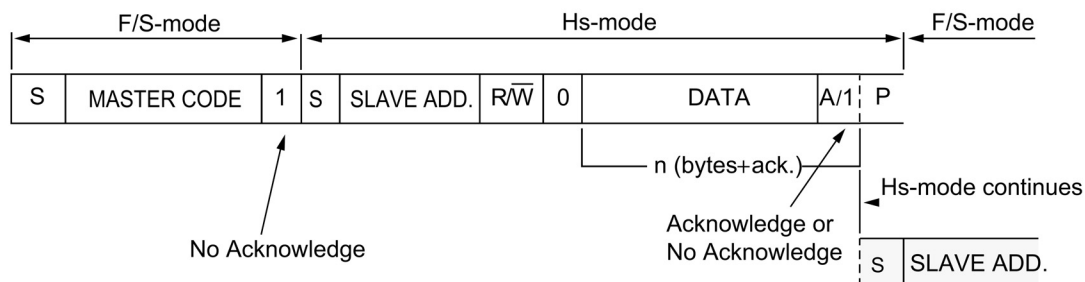 F/S-mode Hs-mode F/S-mode
S MASTER CODE 1 S SLAVE ADD. R/W̅ 0 DATA A/1 P
n (bytes+ack.)
Hs-mode continues
Acknowledge or
No Acknowledge
No Acknowledge
S SLAVE ADD.